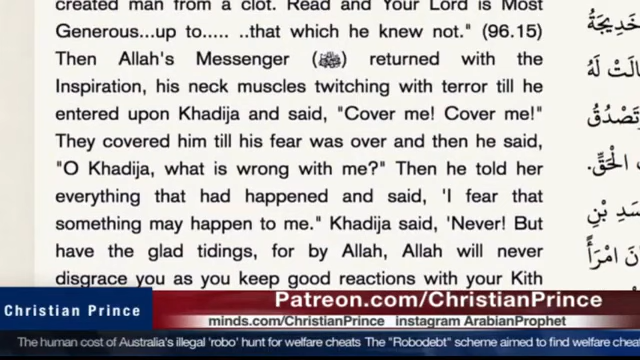 created man from a clot. Read and Your Lord is Most
Generous...up to..... ..that which he knew not." (96.15)
Then Allah's Messenger (ﷺ) returned with the
Inspiration, his neck muscles twitching with terror till he
entered upon Khadija and said, "Cover me! Cover me!"
They covered him till his fear was over and then he said,
"O Khadija, what is wrong with me?" Then he told her
everything that had happened and said, 'I fear that
something may happen to me." Khadija said, 'Never! But
have the glad tidings, for by Allah, Allah will never
disgrace you as you keep good reactions with your Kith
خَدِيجَةُ
لَهُ
الْحَقِّ.
بْنِ
امْرَأً
Christian Prince
Patreon.com/ChristianPrince
minds.com/ChristianPrince instagram ArabianProphet
The human cost of Australia's illegal 'robo' hunt for welfare cheats The "Robodebt" scheme aimed to find welfare